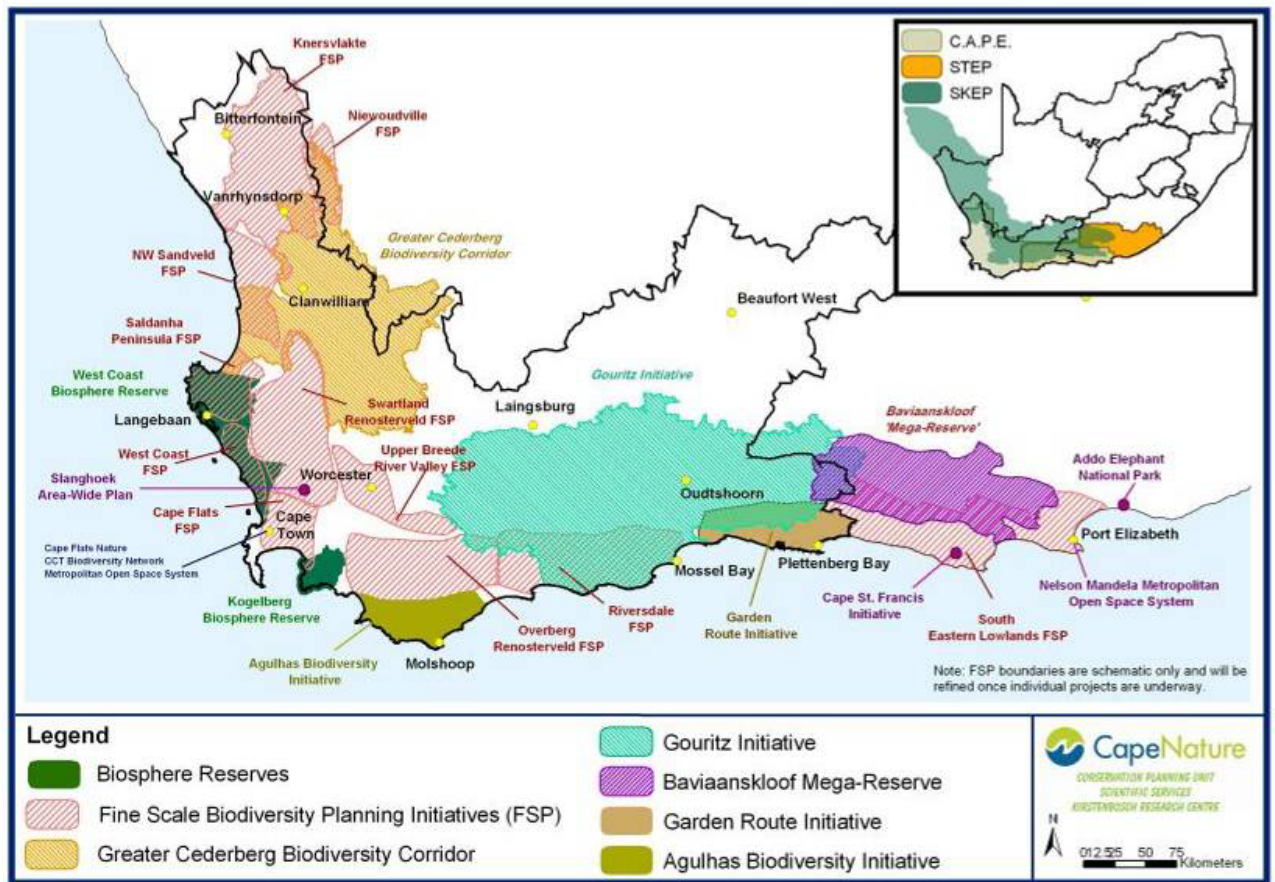 Knersvlakte
FSP
Bitterfontein
Niewoudville
FSP
Vanrhynsdorp
Greater Cederberg
Biodiversity Corridor
NW Sandveld
FSP
Clanwilliam
Saldanha
Peninsula FSP
West Coast
Biosphere Reserve
Langebaan
Swartland
Renosterveld FSP
West Coast
FSP
Upper Breede
River Valley FSP
Slanghoek
Area-Wide Plan
Worcester
Cape Flats
FSP
Cape
Town
Cape Flats Nature
CCT Biodiversity Network
Metropolitan Open Space System
Kogelberg
Biosphere Reserve
Agulhas Biodiversity
Initiative
Molshoop
Overberg
Renosterveld FSP
Riversdale
FSP
Laingsburg
Gouritz Initiative
Beaufort West
Oudtshoorn
Mossel Bay
Garden
Route Initiative
Plettenberg Bay
Baviaanskloof
'Mega-Reserve'
Addo Elephant
National Park
Port Elizabeth
Cape St. Francis
Initiative
Nelson Mandela Metropolitan
Open Space System
South
Eastern Lowlands FSP
C.A.P.E.
STEP
SKEP
Note: FSP boundaries are schematic only and will be
refined once individual projects are underway.
Legend
Biosphere Reserves
Fine Scale Biodiversity Planning Initiatives (FSP)
Greater Cederberg Biodiversity Corridor
Gouritz Initiative
Baviaanskloof Mega-Reserve
Garden Route Initiative
Agulhas Biodiversity Initiative
CapeNature
CONSERVATION PLANNING UNIT
SCIENTIFIC SERVICES
KIRSTENBOSCH RESEARCH CENTRE
N
012.525 50 75
Kilometers